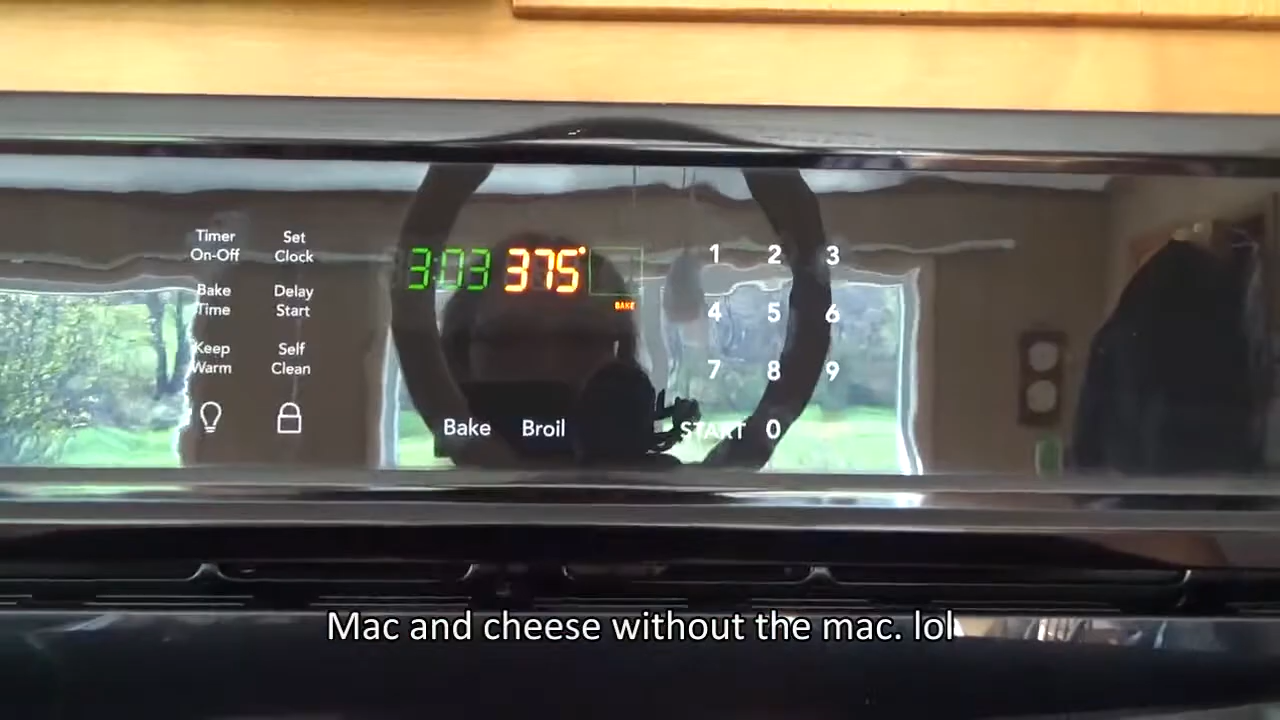 Timer
On-Off
Set
Clock
Bake
Time
Delay
Start
Keep
Warm
Self
Clean
3:03 375°
BAKE
Bake Broil
1 2 3
4 5 6
7 8 9
START 0
Mac and cheese without the mac. lol